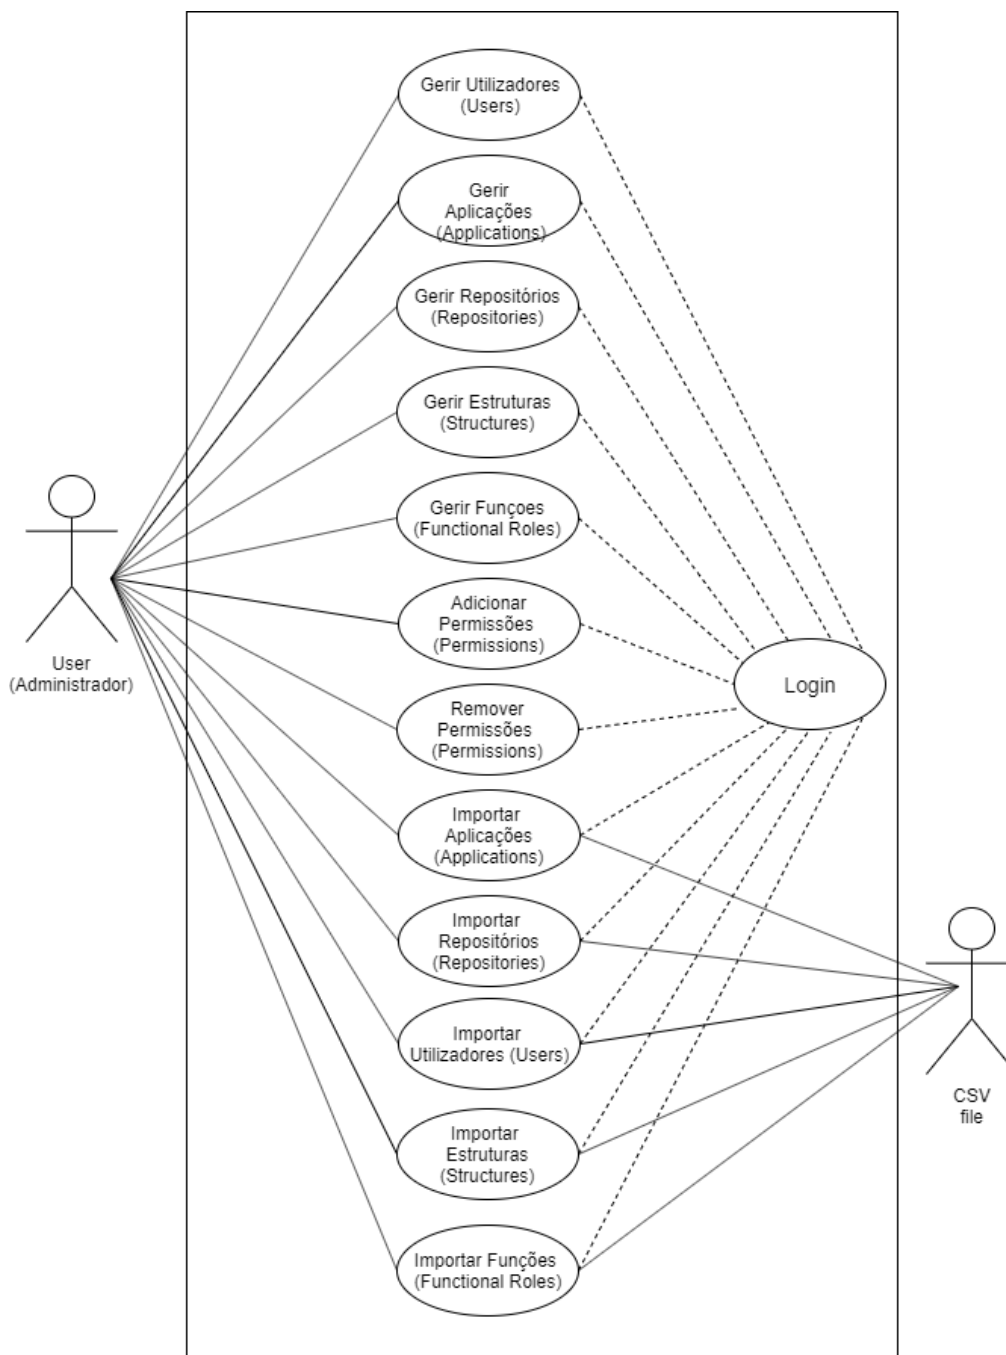 Gerir Utilizadores
(Users)
Gerir
Aplicações
(Applications)
Gerir Repositórios
(Repositories)
Gerir Estruturas
(Structures)
Gerir Funçoes
(Functional Roles)
Adicionar
Permissões
(Permissions)
User
(Administrador)
Login
Remover
Permissões
(Permissions)
Importar
Aplicações
(Applications)
Importar
Repositórios
(Repositories)
Importar
Utilizadores (Users)
CSV
file
Importar
Estruturas
(Structures)
Importar Funções
(Functional Roles)